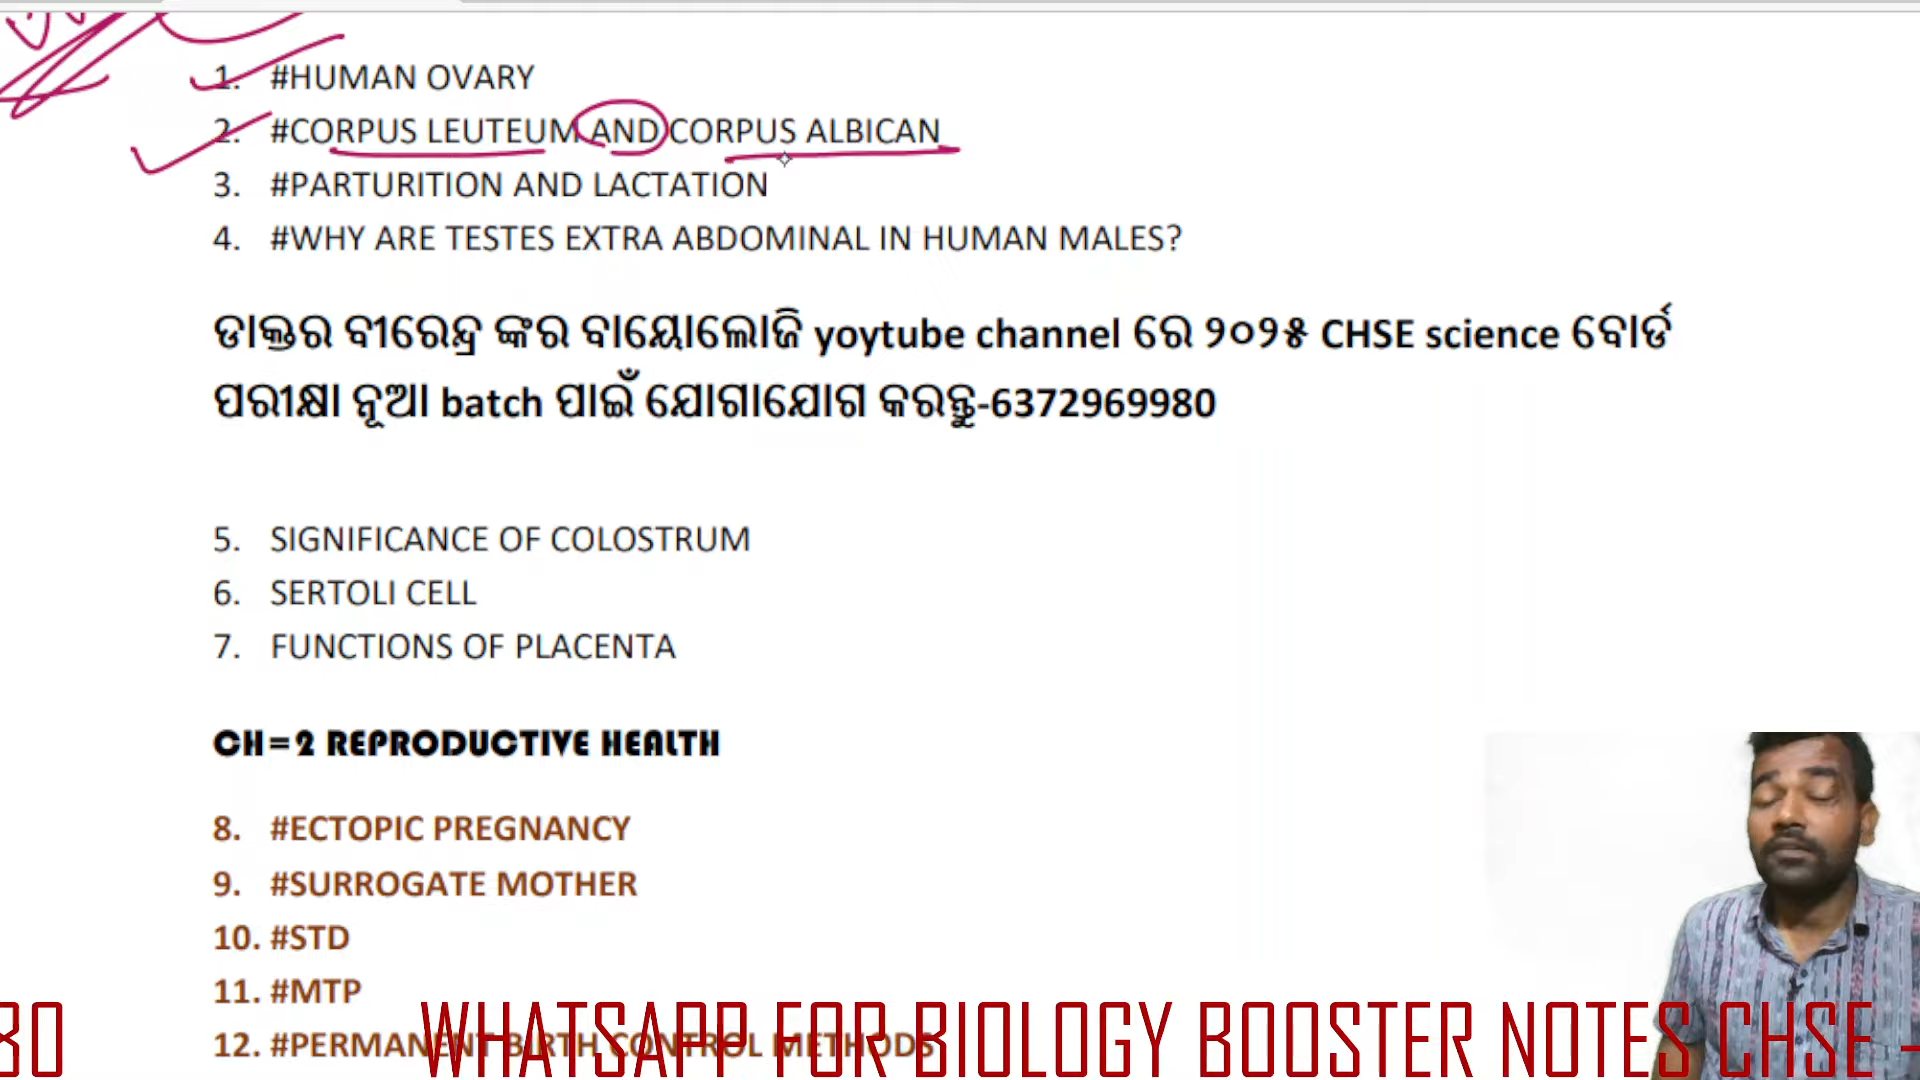 1. #HUMAN OVARY
2. #CORPUS LEUTEUM AND CORPUS ALBICAN
3. #PARTURITION AND LACTATION
4. #WHY ARE TESTES EXTRA ABDOMINAL IN HUMAN MALES?
ଡାକ୍ତର ବୀରେନ୍ଦ୍ର ଙ୍କର ବାୟୋଲୋଜି yoytube channel ରେ ୨୦୨୫ CHSE science ବୋର୍ଡ
ପରୀକ୍ଷା ନୂଆ batch ପାଇଁ ଯୋଗାଯୋଗ କରନ୍ତୁ-6372969980
5. SIGNIFICANCE OF COLOSTRUM
6. SERTOLI CELL
7. FUNCTIONS OF PLACENTA
CH=2 REPRODUCTIVE HEALTH
8. #ECTOPIC PREGNANCY
9. #SURROGATE MOTHER
10. #STD
11. #MTP
12. #PERMANENT BIRTH CONTROL METHODS
80 WHATSAPP FOR BIOLOGY BOOSTER NOTES CHSE -